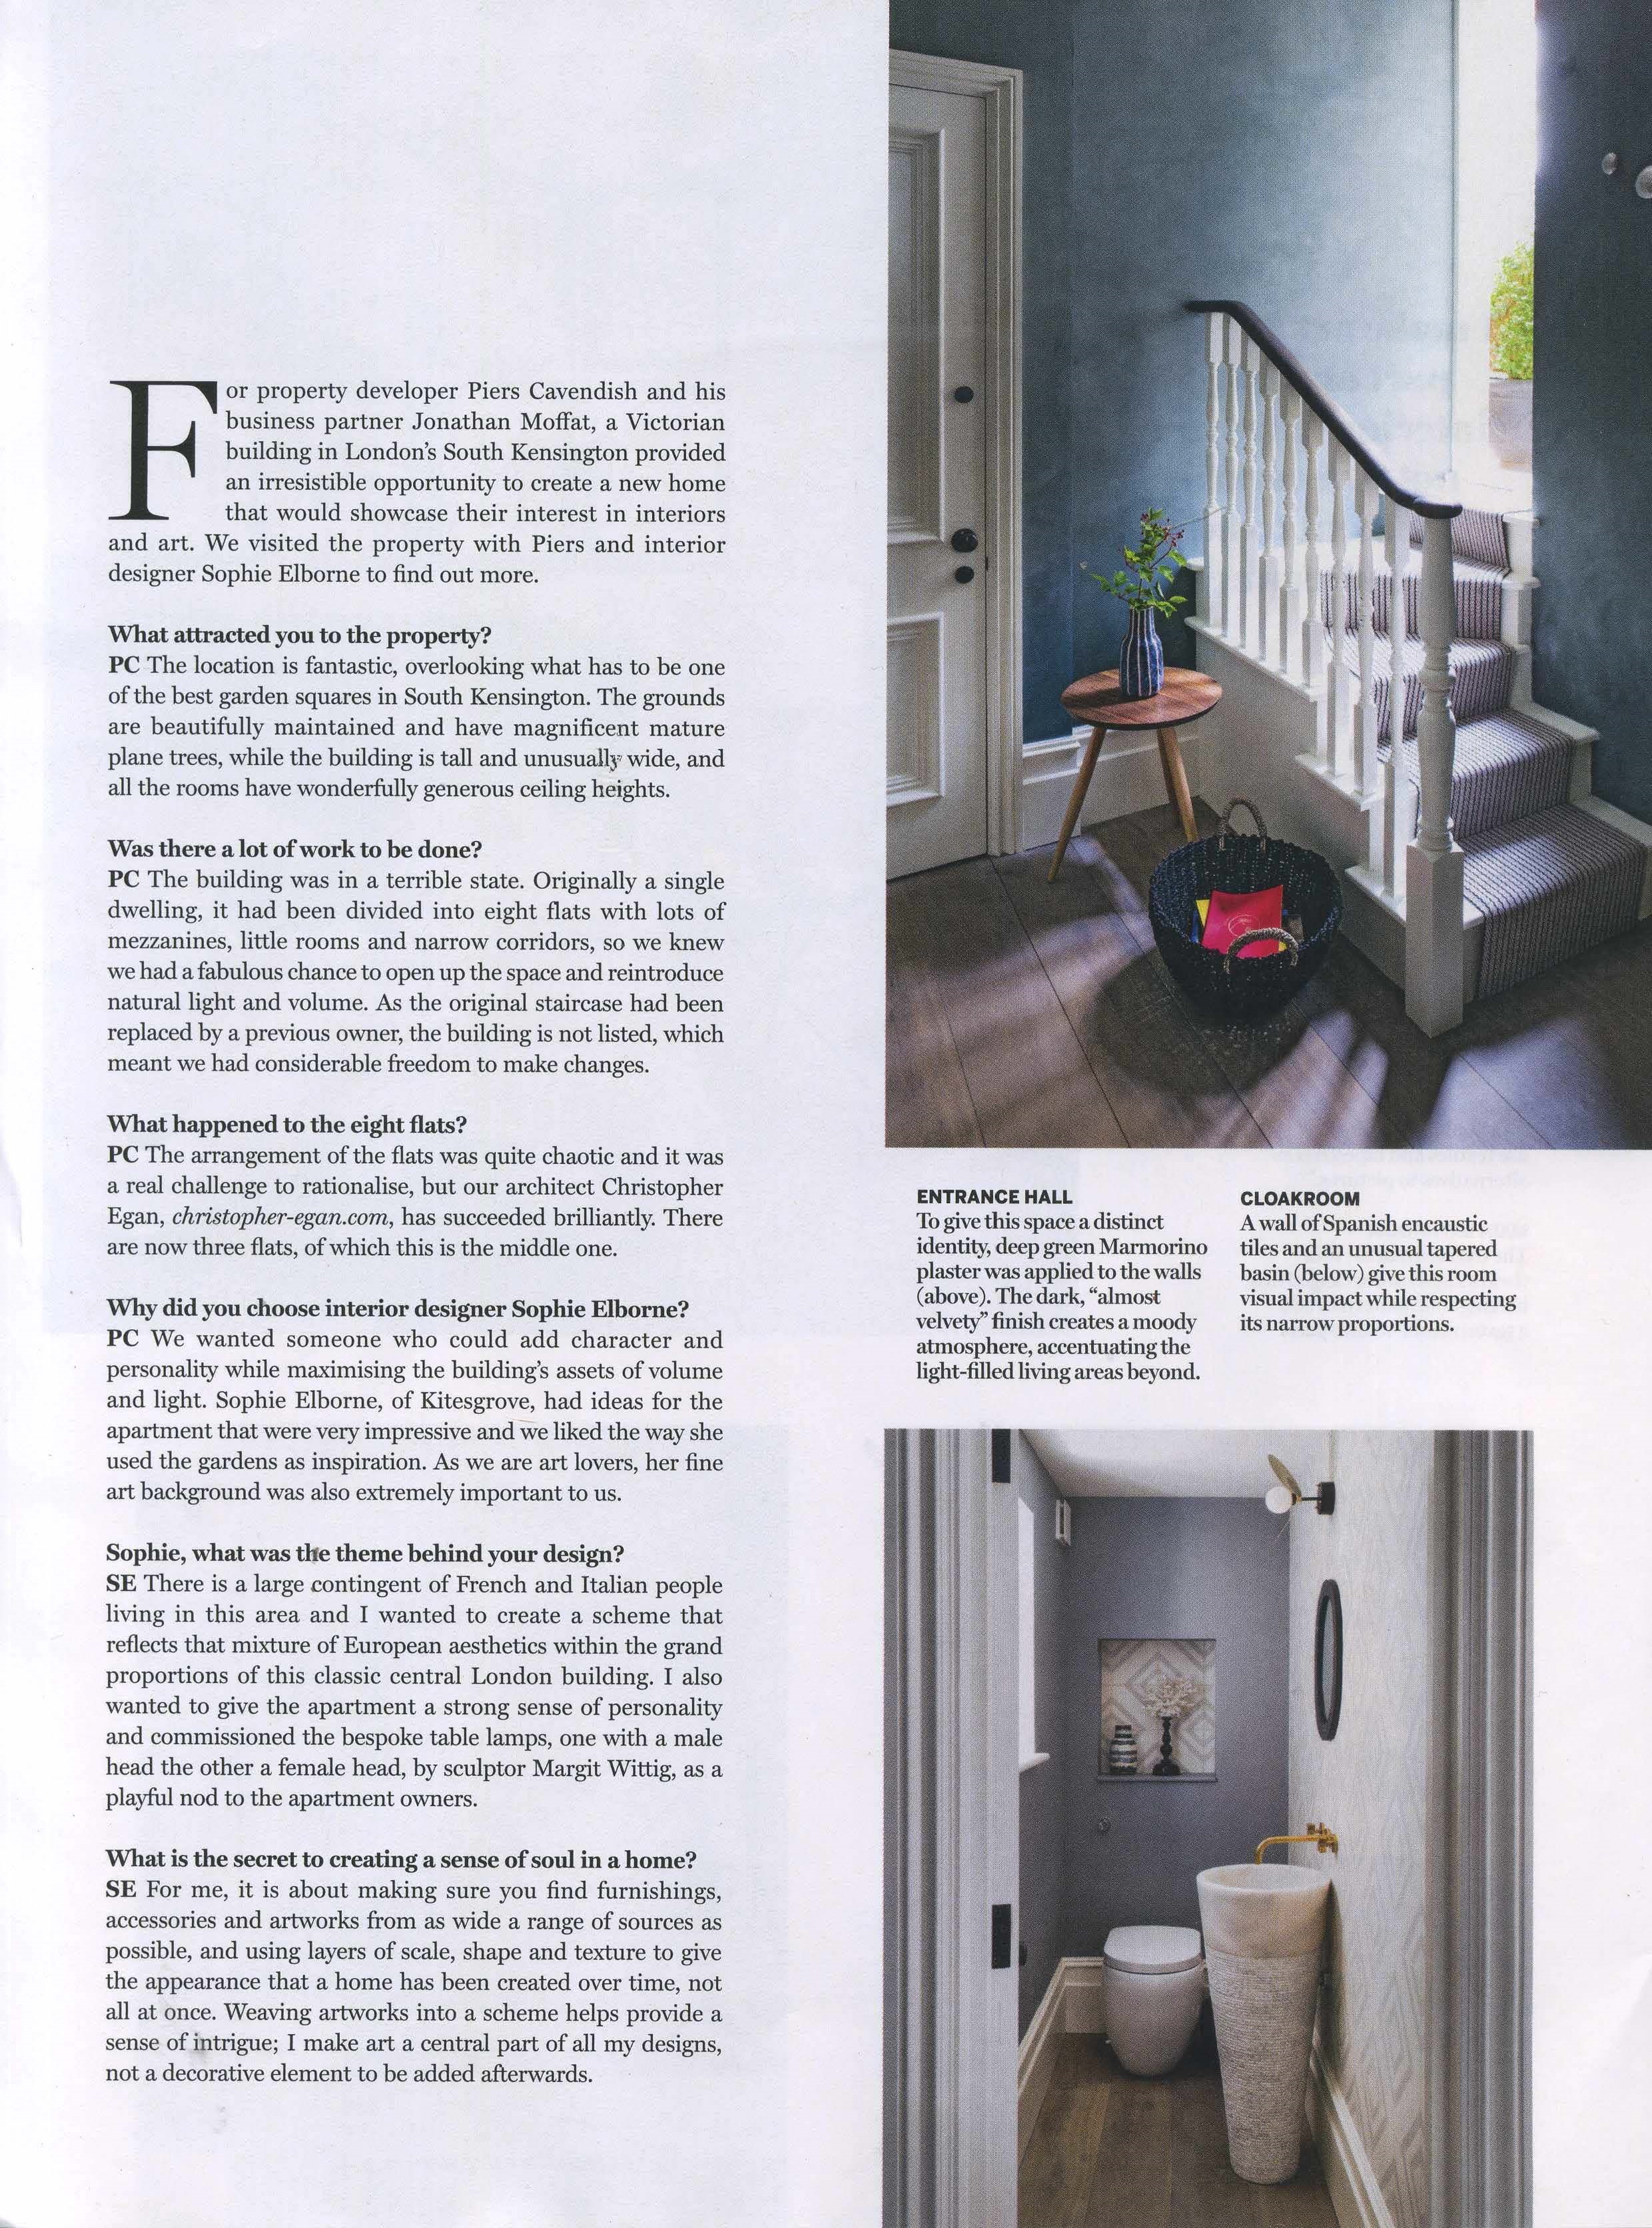 For property developer Piers Cavendish and his
business partner Jonathan Moffat, a Victorian
building in London's South Kensington provided
an irresistible opportunity to create a new home
that would showcase their interest in interiors
and art. We visited the property with Piers and interior
designer Sophie Elborne to find out more.
What attracted you to the property?
PC The location is fantastic, overlooking what has to be one
of the best garden squares in South Kensington. The grounds
are beautifully maintained and have magnificent mature
plane trees, while the building is tall and unusually wide, and
all the rooms have wonderfully generous ceiling heights.
Was there a lot of work to be done?
PC The building was in a terrible state. Originally a single
dwelling, it had been divided into eight flats with lots of
mezzanines, little rooms and narrow corridors, so we knew
we had a fabulous chance to open up the space and reintroduce
natural light and volume. As the original staircase had been
replaced by a previous owner, the building is not listed, which
meant we had considerable freedom to make changes.
What happened to the eight flats?
PC The arrangement of the flats was quite chaotic and it was
a real challenge to rationalise, but our architect Christopher
Egan, christopher-egan.com, has succeeded brilliantly. There
are now three flats, of which this is the middle one.
Why did you choose interior designer Sophie Elborne?
PC We wanted someone who could add character and
personality while maximising the building's assets of volume
and light. Sophie Elborne, of Kitesgrove, had ideas for the
apartment that were very impressive and we liked the way she
used the gardens as inspiration. As we are art lovers, her fine
art background was also extremely important to us.
Sophie, what was the theme behind your design?
SE There is a large contingent of French and Italian people
living in this area and I wanted to create a scheme that
reflects that mixture of European aesthetics within the grand
proportions of this classic central London building. I also
wanted to give the apartment a strong sense of personality
and commissioned the bespoke table lamps, one with a male
head the other a female head, by sculptor Margit Wittig, as a
playful nod to the apartment owners.
What is the secret to creating a sense of soul in a home?
SE For me, it is about making sure you find furnishings,
accessories and artworks from as wide a range of sources as
possible, and using layers of scale, shape and texture to give
the appearance that a home has been created over time, not
all at once. Weaving artworks into a scheme helps provide a
sense of intrigue; I make art a central part of all my designs,
not a decorative element to be added afterwards.
ENTRANCE HALL
To give this space a distinct
identity, deep green Marmorino
plaster was applied to the walls
(above). The dark, “almost
velvety” finish creates a moody
atmosphere, accentuating the
light-filled living areas beyond.
CLOAKROOM
A wall of Spanish encaustic
tiles and an unusual tapered
basin (below) give this room
visual impact while respecting
its narrow proportions.